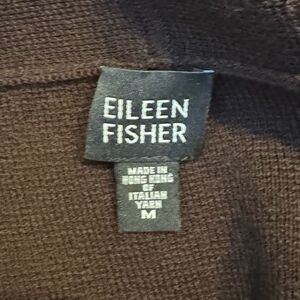 EILEEN
FISHER
MADE IN
HONG KONG
OF
ITALIAN
YARN
M